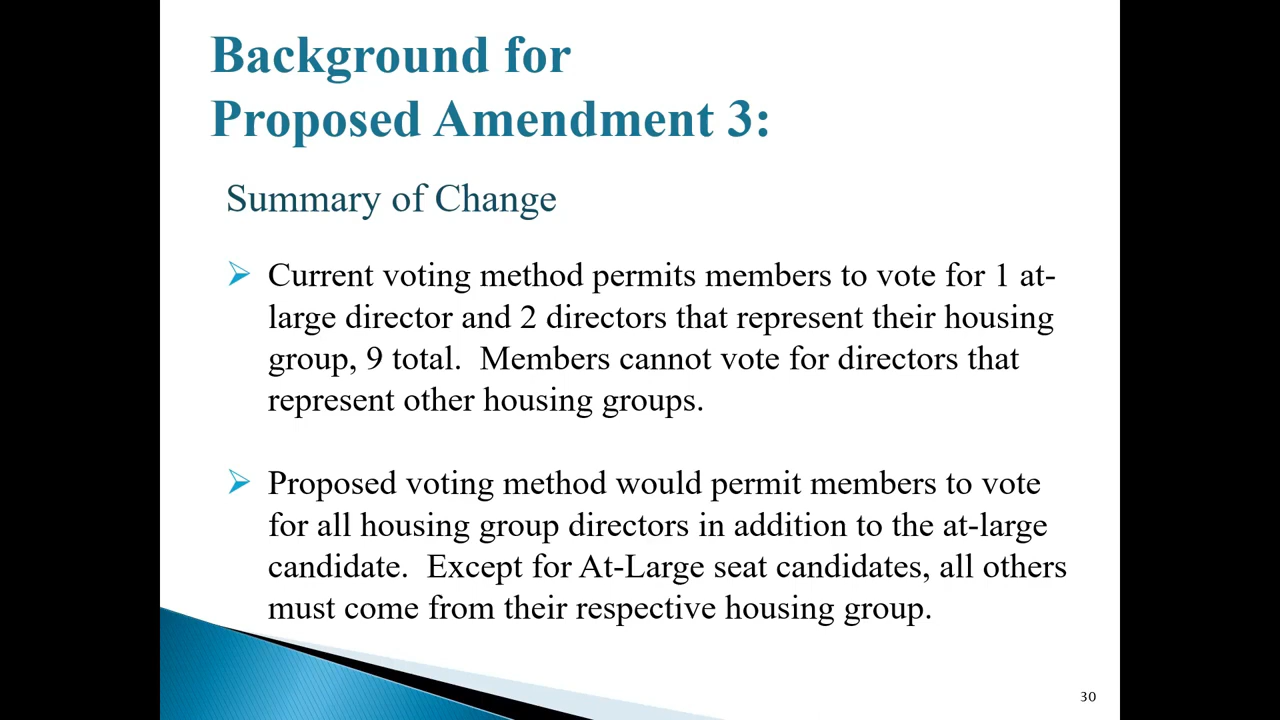 Background for
Proposed Amendment 3:
Summary of Change
Current voting method permits members to vote for 1 at-
large director and 2 directors that represent their housing
group, 9 total.  Members cannot vote for directors that
represent other housing groups.
Proposed voting method would permit members to vote
for all housing group directors in addition to the at-large
candidate.  Except for At-Large seat candidates, all others
must come from their respective housing group.
30